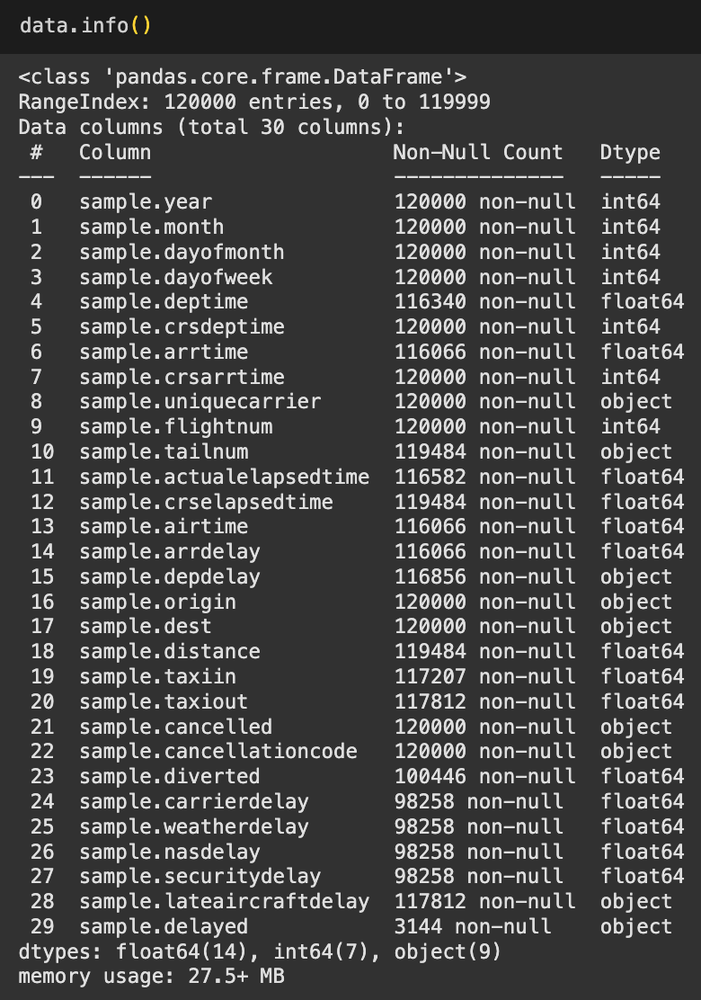 data.info()
<class 'pandas.core.frame.DataFrame'>
RangeIndex: 120000 entries, 0 to 119999
Data columns (total 30 columns):
 #   Column                    Non-Null Count   Dtype
---  ------                    --------------   -----
 0   sample.year               120000 non-null  int64
 1   sample.month              120000 non-null  int64
 2   sample.dayofmonth         120000 non-null  int64
 3   sample.dayofweek          120000 non-null  int64
 4   sample.deptime            116340 non-null  float64
 5   sample.crsdeptime         120000 non-null  int64
 6   sample.arrtime            116066 non-null  float64
 7   sample.crsarrtime         120000 non-null  int64
 8   sample.uniquecarrier      120000 non-null  object
 9   sample.flightnum          120000 non-null  int64
 10  sample.tailnum            119484 non-null  object
 11  sample.actualelapsedtime  116582 non-null  float64
 12  sample.crselapsedtime     119484 non-null  float64
 13  sample.airtime            116066 non-null  float64
 14  sample.arrdelay           116066 non-null  float64
 15  sample.depdelay           116856 non-null  object
 16  sample.origin             120000 non-null  object
 17  sample.dest               120000 non-null  object
 18  sample.distance           119484 non-null  float64
 19  sample.taxiin             117207 non-null  float64
 20  sample.taxiout            117812 non-null  float64
 21  sample.cancelled          120000 non-null  object
 22  sample.cancellationcode   120000 non-null  object
 23  sample.diverted           100446 non-null  float64
 24  sample.carrierdelay       98258 non-null   float64
 25  sample.weatherdelay       98258 non-null   float64
 26  sample.nasdelay           98258 non-null   float64
 27  sample.securitydelay      98258 non-null   float64
 28  sample.lateaircraftdelay  117812 non-null  object
 29  sample.delayed            3144 non-null    object
dtypes: float64(14), int64(7), object(9)
memory usage: 27.5+ MB